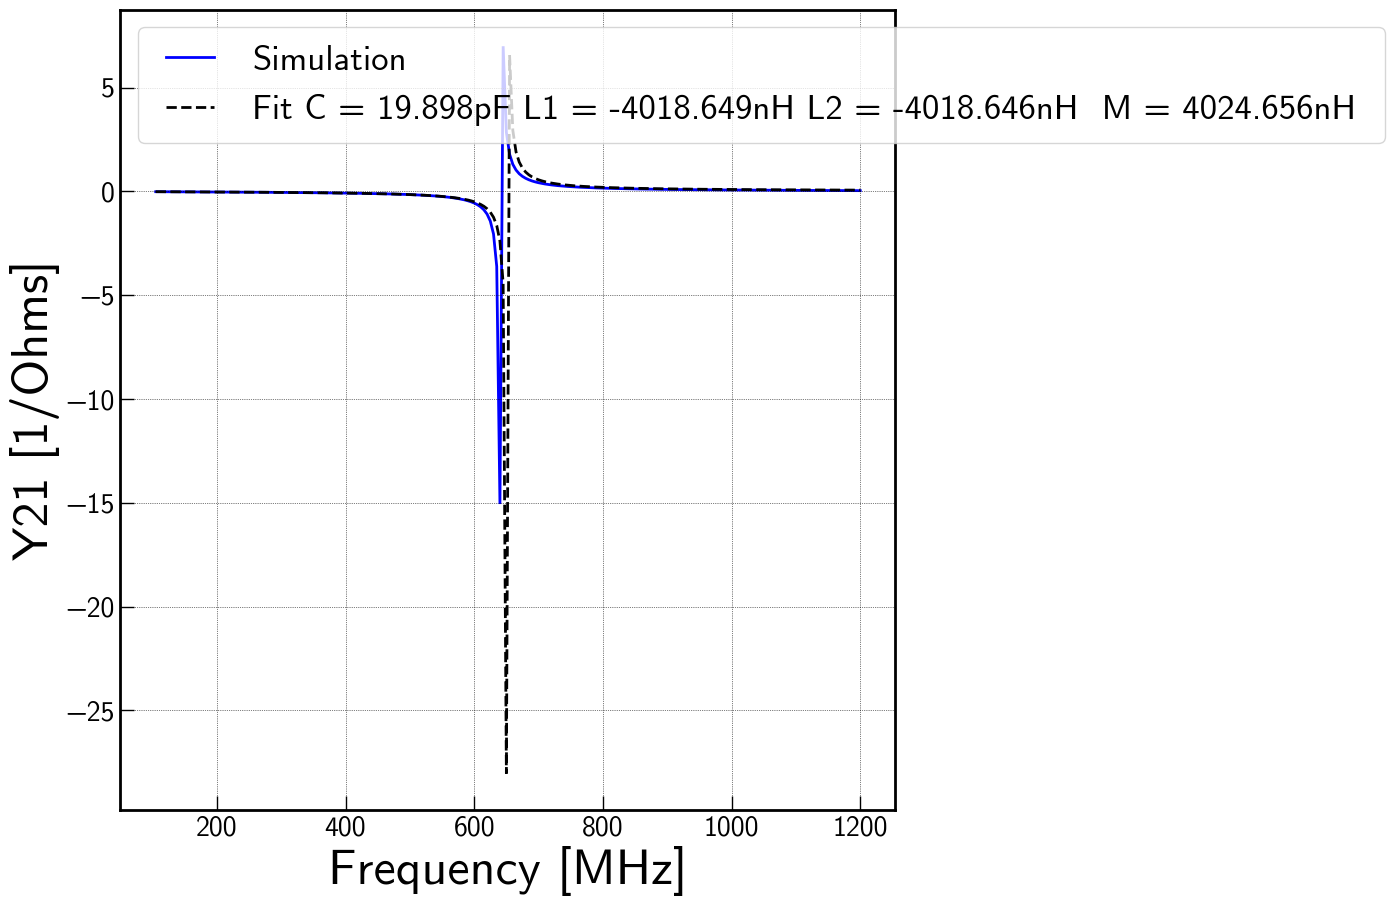 Simulation
Fit C = 19.898pF L1 = -4018.649nH L2 = -4018.646nH M = 4024.656nH
5
0
−5
−10
−15
−20
−25
Y21 [1/Ohms]
200 400 600 800 1000 1200
Frequency [MHz]